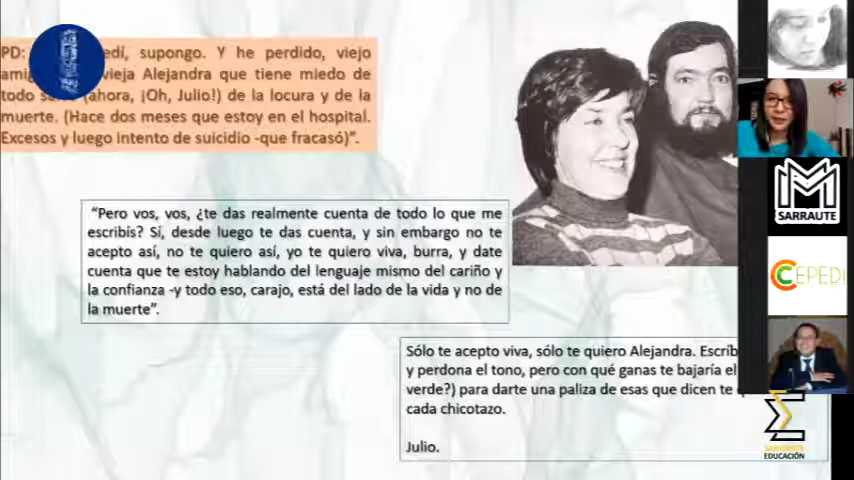 PD: edí, supongo. Y he perdido, viejo
amig vieja Alejandra que tiene miedo de
todo (ahora, ¡Oh, Julio!) de la locura y de la
muerte. (Hace dos meses que estoy en el hospital.
Excesos y luego intento de suicidio -que fracasó)”.
“Pero vos, vos, ¿te das realmente cuenta de todo lo que me
escribís? Sí, desde luego te das cuenta, y sin embargo no te
acepto así, no te quiero así, yo te quiero viva, burra, y date
cuenta que te estoy hablando del lenguaje mismo del cariño y
la confianza -y todo eso, carajo, está del lado de la vida y no de
la muerte”.
Sólo te acepto viva, sólo te quiero Alejandra. Escríb
y perdona el tono, pero con qué ganas te bajaría el
verde?) para darte una paliza de esas que dicen te
cada chicotazo.
Julio.
SARRAUTE
CEPEDI
SARRAUTE
EDUCACIÓN